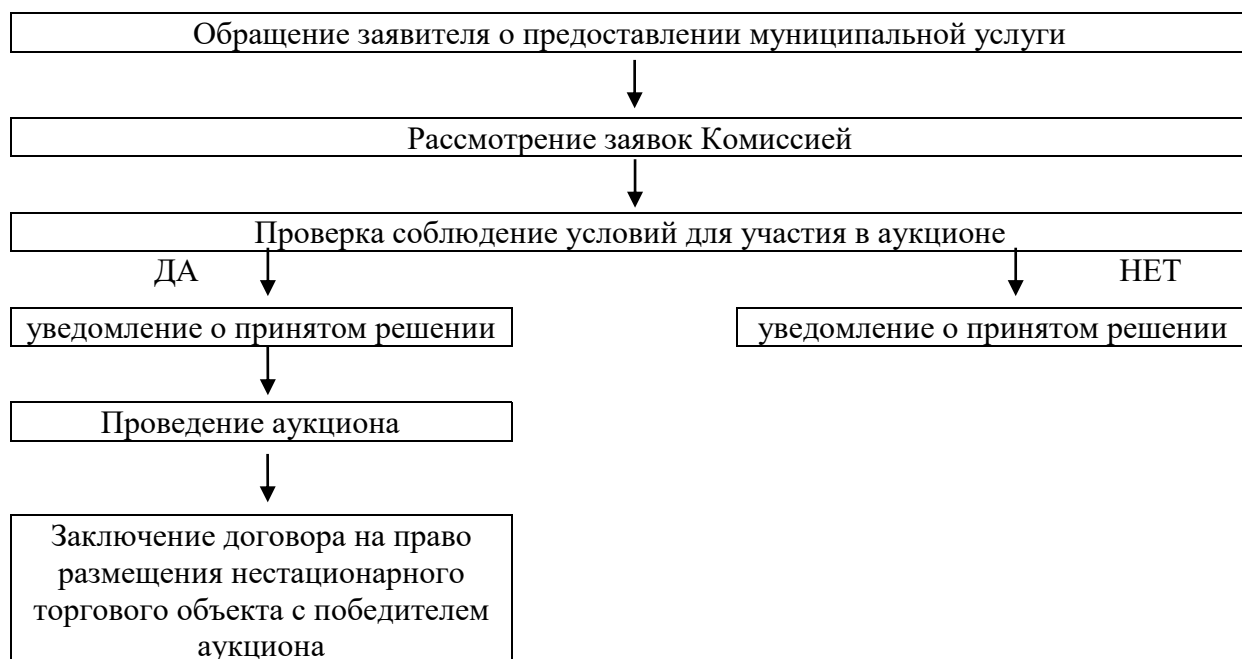 Обращение заявителя о предоставлении муниципальной услуги
Рассмотрение заявок Комиссией
Проверка соблюдение условий для участия в аукционе
ДА
НЕТ
уведомление о принятом решении
уведомление о принятом решении
Проведение аукциона
Заключение договора на право
размещения нестационарного
торгового объекта с победителем
аукциона